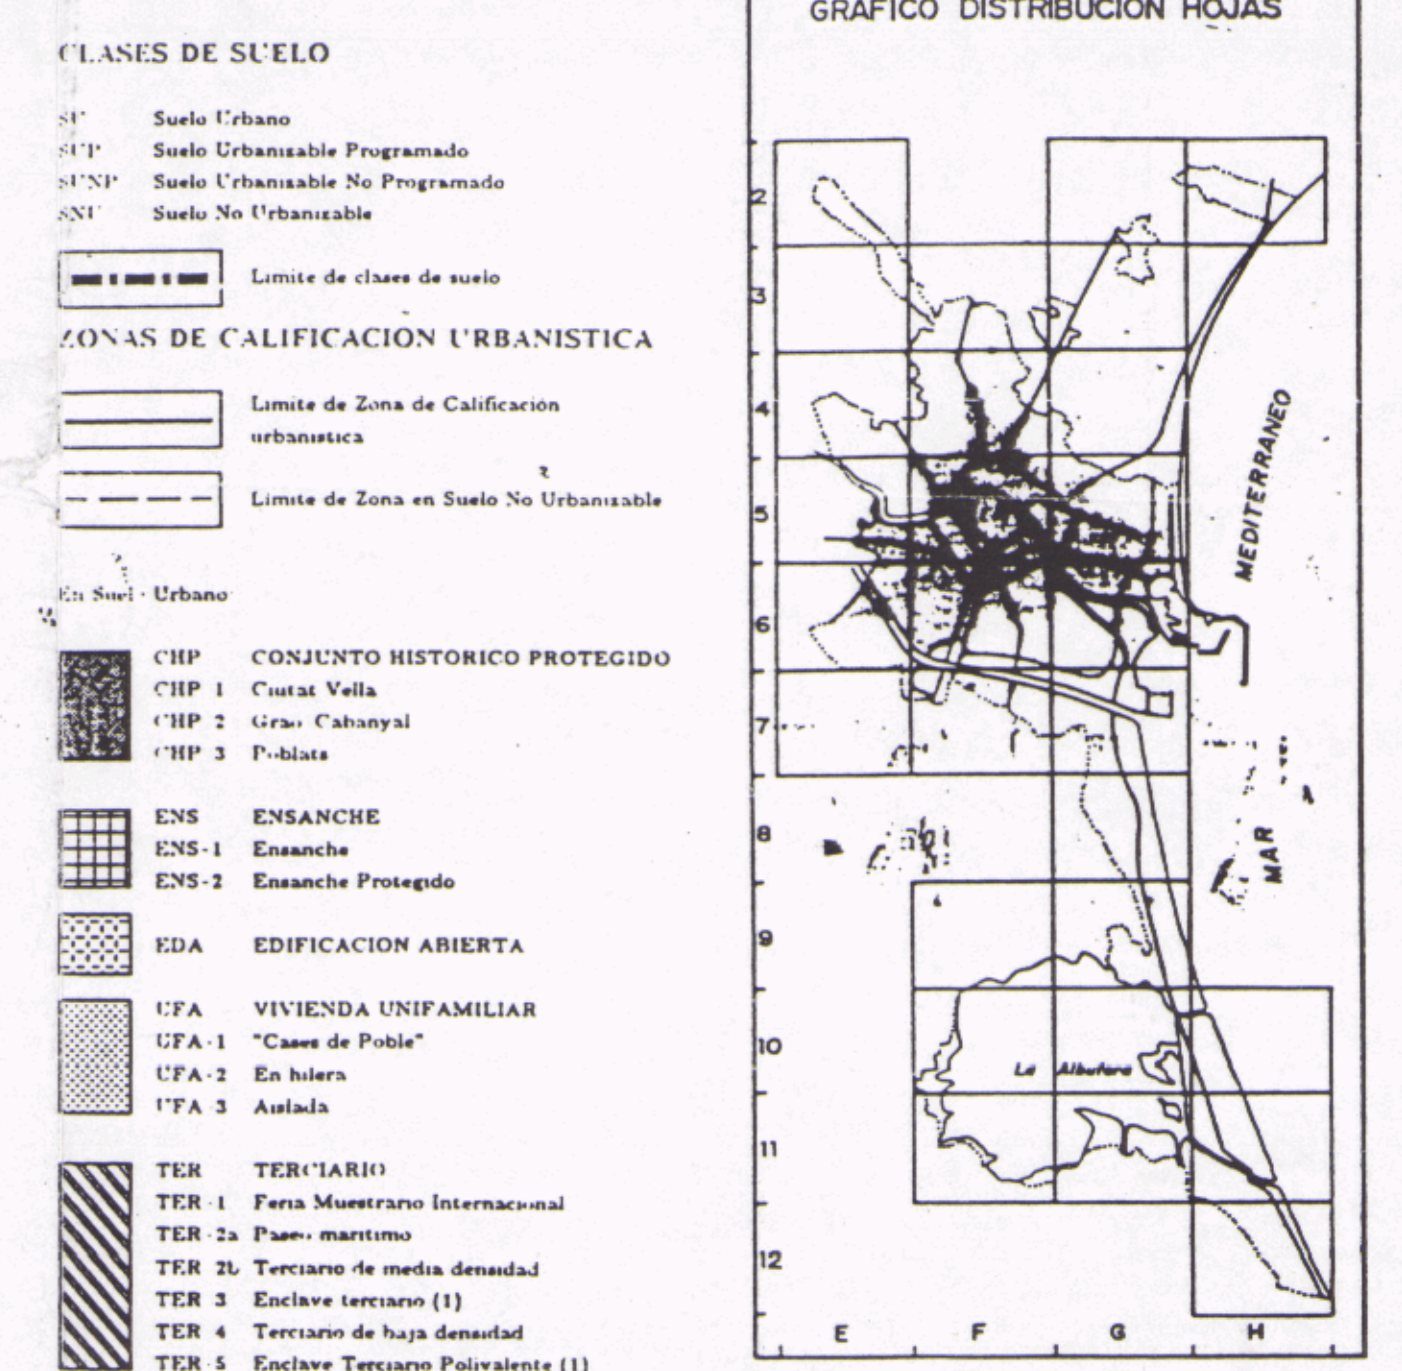 CLASES DE SUELO
SU Suelo Urbano
SUP Suelo Urbanizable Programado
SUNP Suelo Urbanizable No Programado
SNU Suelo No Urbanizable
Limite de clases de suelo
ZONAS DE CALIFICACION URBANISTICA
Limite de Zona de Calificación
urbanistica
Limite de Zona en Suelo No Urbanizable
En Suel Urbano
CHP CONJUNTO HISTORICO PROTEGIDO
CHP 1 Ciutat Vella
CHP 2 Grau Cabanyal
CHP 3 Poblats
ENS ENSANCHE
ENS-1 Ensanche
ENS-2 Ensanche Protegido
EDA EDIFICACION ABIERTA
UFA VIVIENDA UNIFAMILIAR
UFA-1 "Cases de Poble"
UFA-2 En hilera
UFA-3 Aislada
TER TERCIARIO
TER-1 Feria Muestrario Internacional
TER-2a Paseo maritimo
TER 2b Terciario de media densidad
TER 3 Enclave terciario (1)
TER 4 Terciario de baja densidad
TER-5 Enclave Terciario Polivalente (1)
GRAFICO DISTRIBUCION HOJAS
2
3
4
5
6
7
8
9
10
11
12
MEDITERRANEO
MAR
La Albufera
E F G H